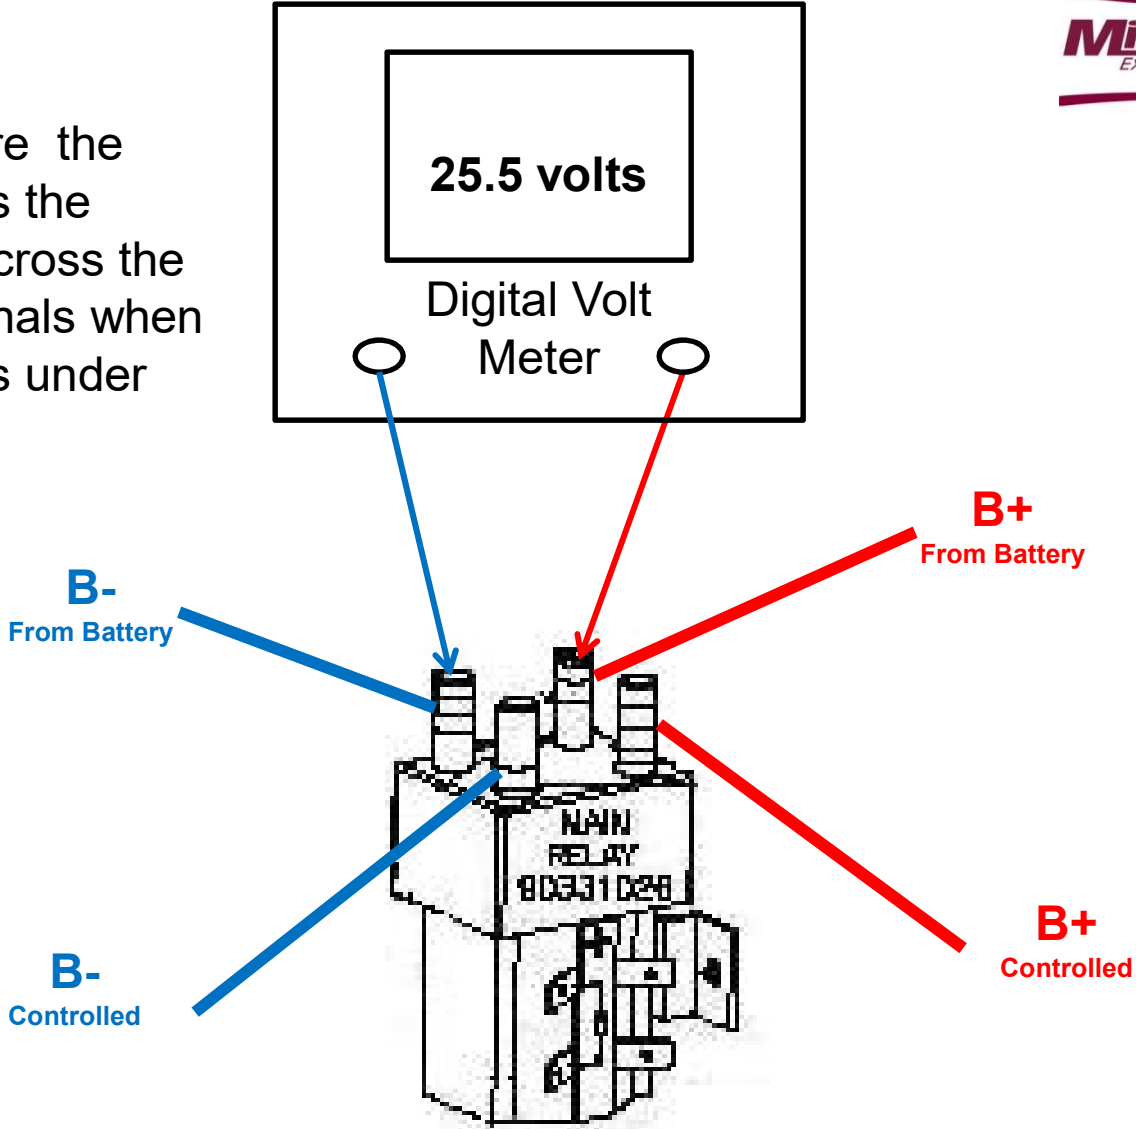 re the
s the
cross the
nals when
s under
25.5 volts
Digital Volt
Meter
B+
From Battery
B-
From Battery
MAIN
RELAY
B+
Controlled
B-
Controlled